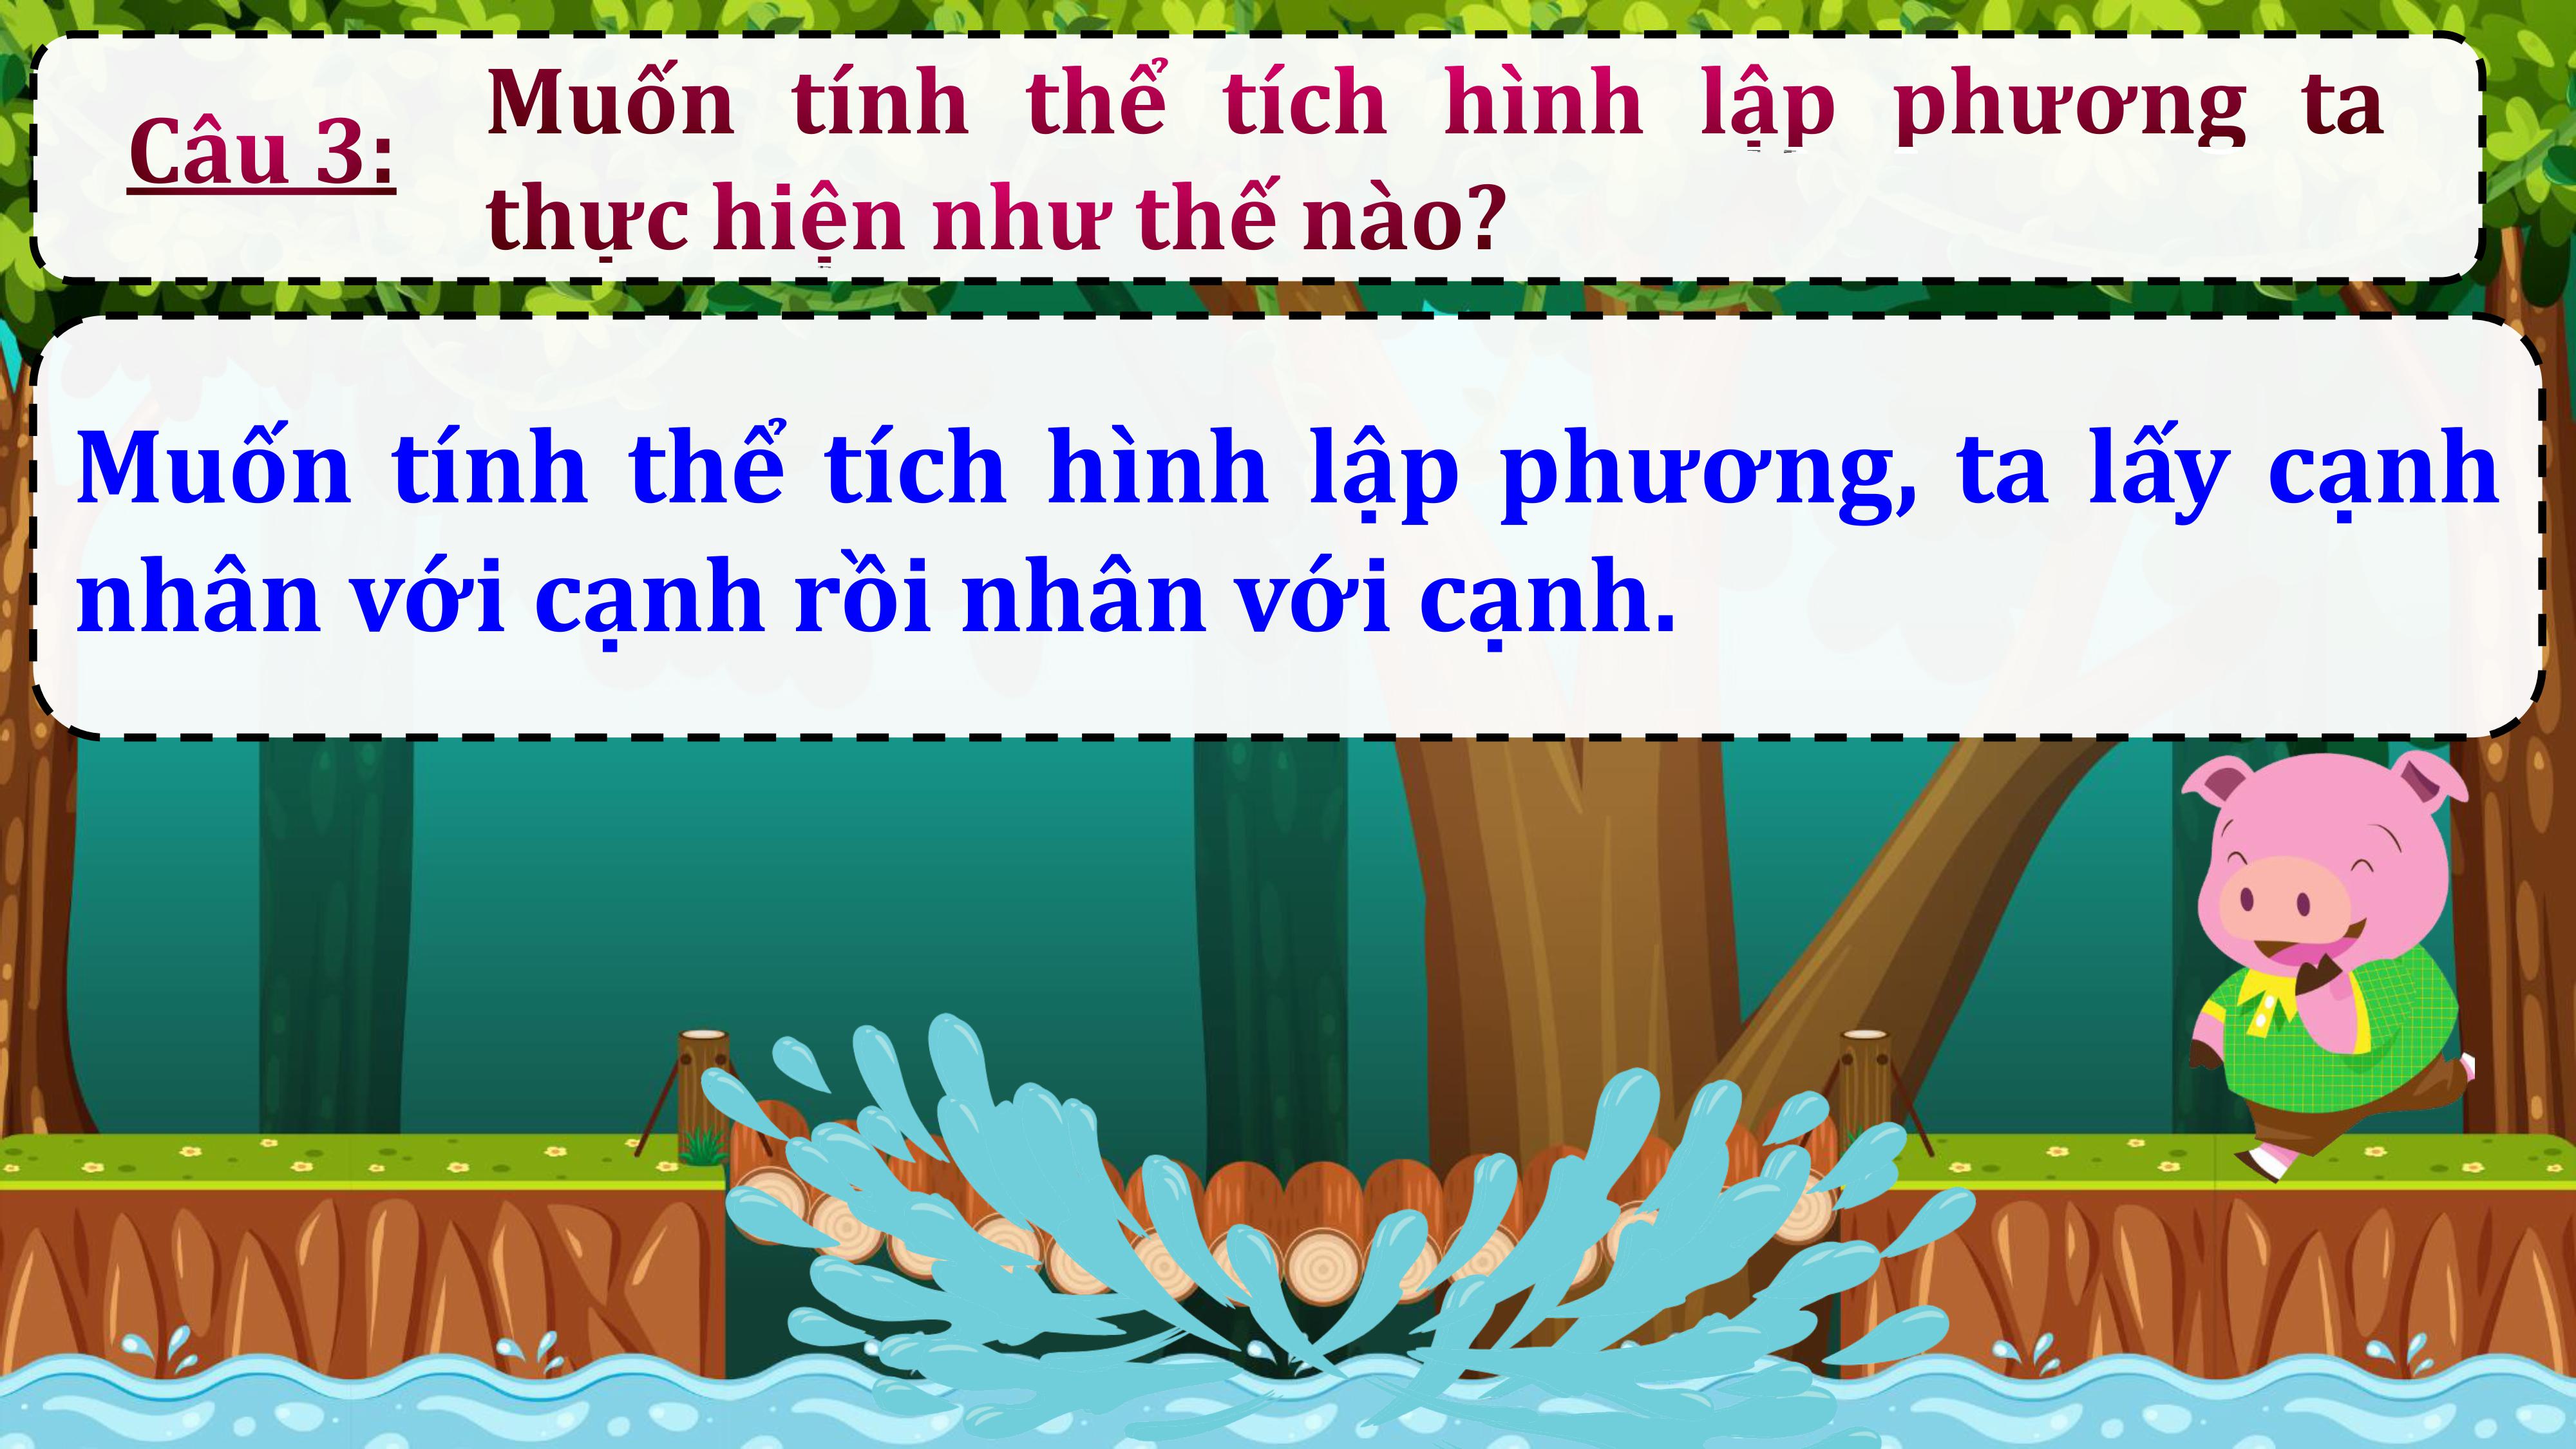 Câu 3:
Muốn tính thể tích hình lập phương ta
thực hiện như thế nào?
Muốn tính thể tích hình lập phương, ta lấy cạnh
nhân với cạnh rồi nhân với cạnh.